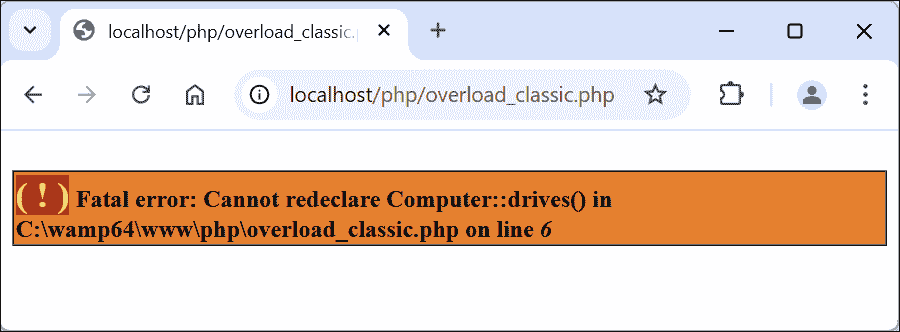 localhost/php/overload_classic.p
localhost/php/overload_classic.php
( ! ) Fatal error: Cannot redeclare Computer::drives() in
C:\wamp64\www\php\overload_classic.php on line 6